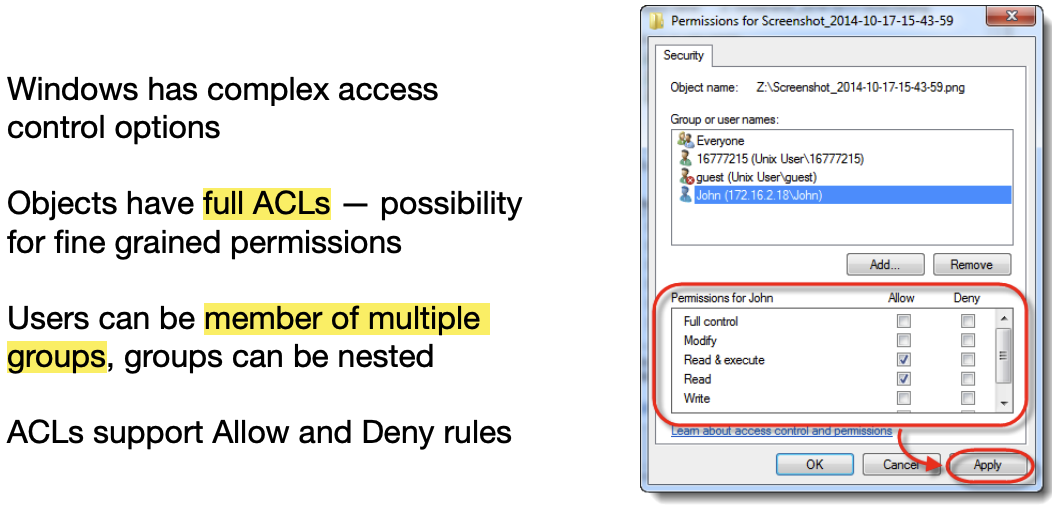 Windows has complex access
control options
Objects have full ACLs — possibility
for fine grained permissions
Users can be member of multiple
groups, groups can be nested
ACLs support Allow and Deny rules
Permissions for Screenshot_2014-10-17-15-43-59
Security
Object name: Z:\Screenshot_2014-10-17-15-43-59.png
Group or user names:
Everyone
16777215 (Unix User\16777215)
guest (Unix User\guest)
John (172.16.2.18\John)
Add... Remove
Permissions for John Allow Deny
Full control
Modify
Read & execute
Read
Write
Learn about access control and permissions
OK Cancel Apply